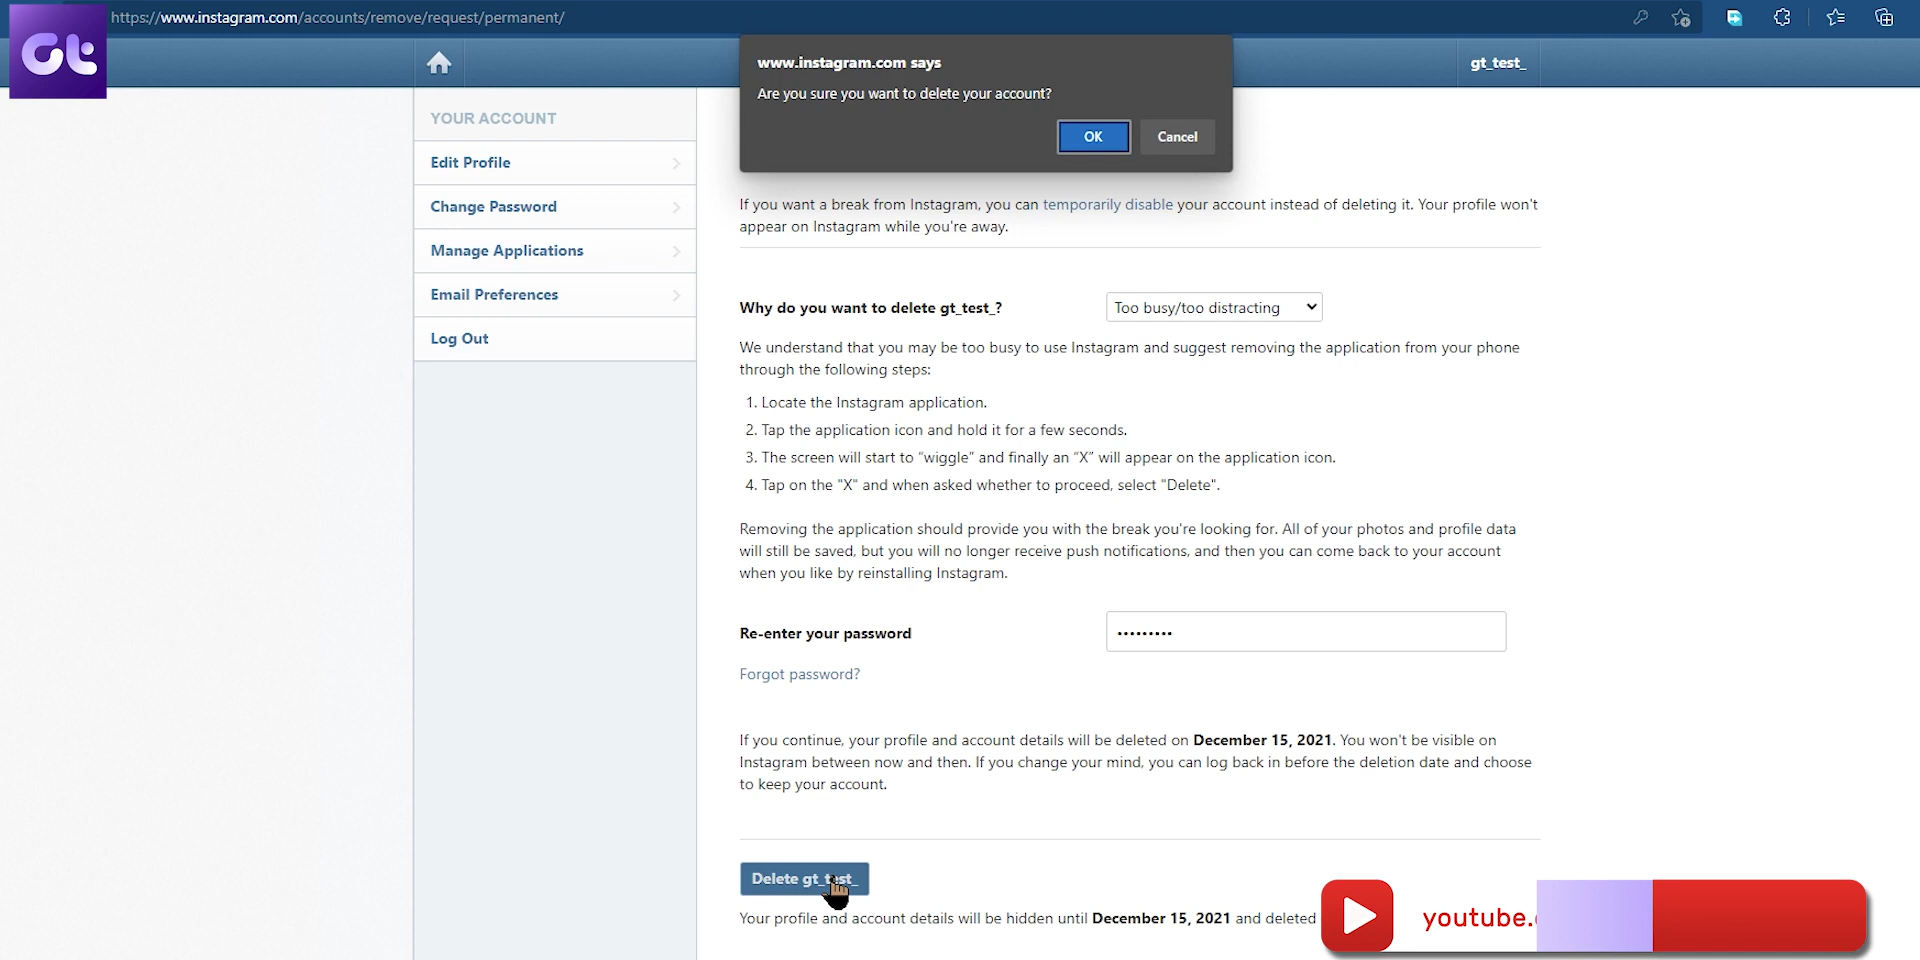 https://www.instagram.com/accounts/remove/request/permanent/
Gt
gt_test_
www.instagram.com says
Are you sure you want to delete your account?
OK
Cancel
YOUR ACCOUNT
Edit Profile
Change Password
Manage Applications
Email Preferences
Log Out
If you want a break from Instagram, you can temporarily disable your account instead of deleting it. Your profile won't
appear on Instagram while you're away.
Why do you want to delete gt_test_?
Too busy/too distracting
We understand that you may be too busy to use Instagram and suggest removing the application from your phone
through the following steps:
1. Locate the Instagram application.
2. Tap the application icon and hold it for a few seconds.
3. The screen will start to “wiggle” and finally an “X” will appear on the application icon.
4. Tap on the "X" and when asked whether to proceed, select "Delete".
Removing the application should provide you with the break you're looking for. All of your photos and profile data
will still be saved, but you will no longer receive push notifications, and then you can come back to your account
when you like by reinstalling Instagram.
Re-enter your password
•••••••••
Forgot password?
If you continue, your profile and account details will be deleted on December 15, 2021. You won't be visible on
Instagram between now and then. If you change your mind, you can log back in before the deletion date and choose
to keep your account.
Delete gt_test_
Your profile and account details will be hidden until December 15, 2021 and deleted
youtube.